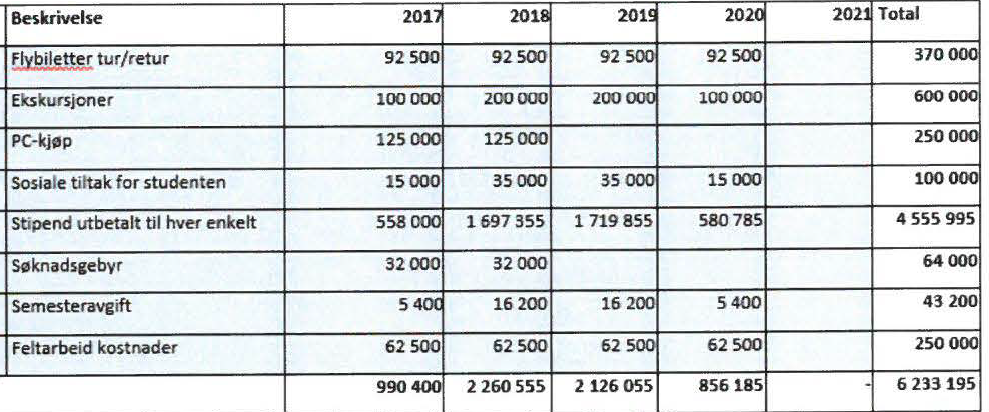 Beskrivelse 2017 2018 2019 2020 2021 Total
Flybiletter tur/retur 92 500 92 500 92 500 92 500 370 000
Ekskursjoner 100 000 200 000 200 000 100 000 600 000
PC-kjøp 125 000 125 000 250 000
Sosiale tiltak for studenten 15 000 35 000 35 000 15 000 100 000
Stipend utbetalt til hver enkelt 558 000 1 697 355 1 719 855 580 785 4 555 995
Søknadsgebyr 32 000 32 000 64 000
Semesteravgift 5 400 16 200 16 200 5 400 43 200
Feltarbeid kostnader 62 500 62 500 62 500 62 500 250 000
990 400 2 260 555 2 126 055 856 185 - 6 233 195